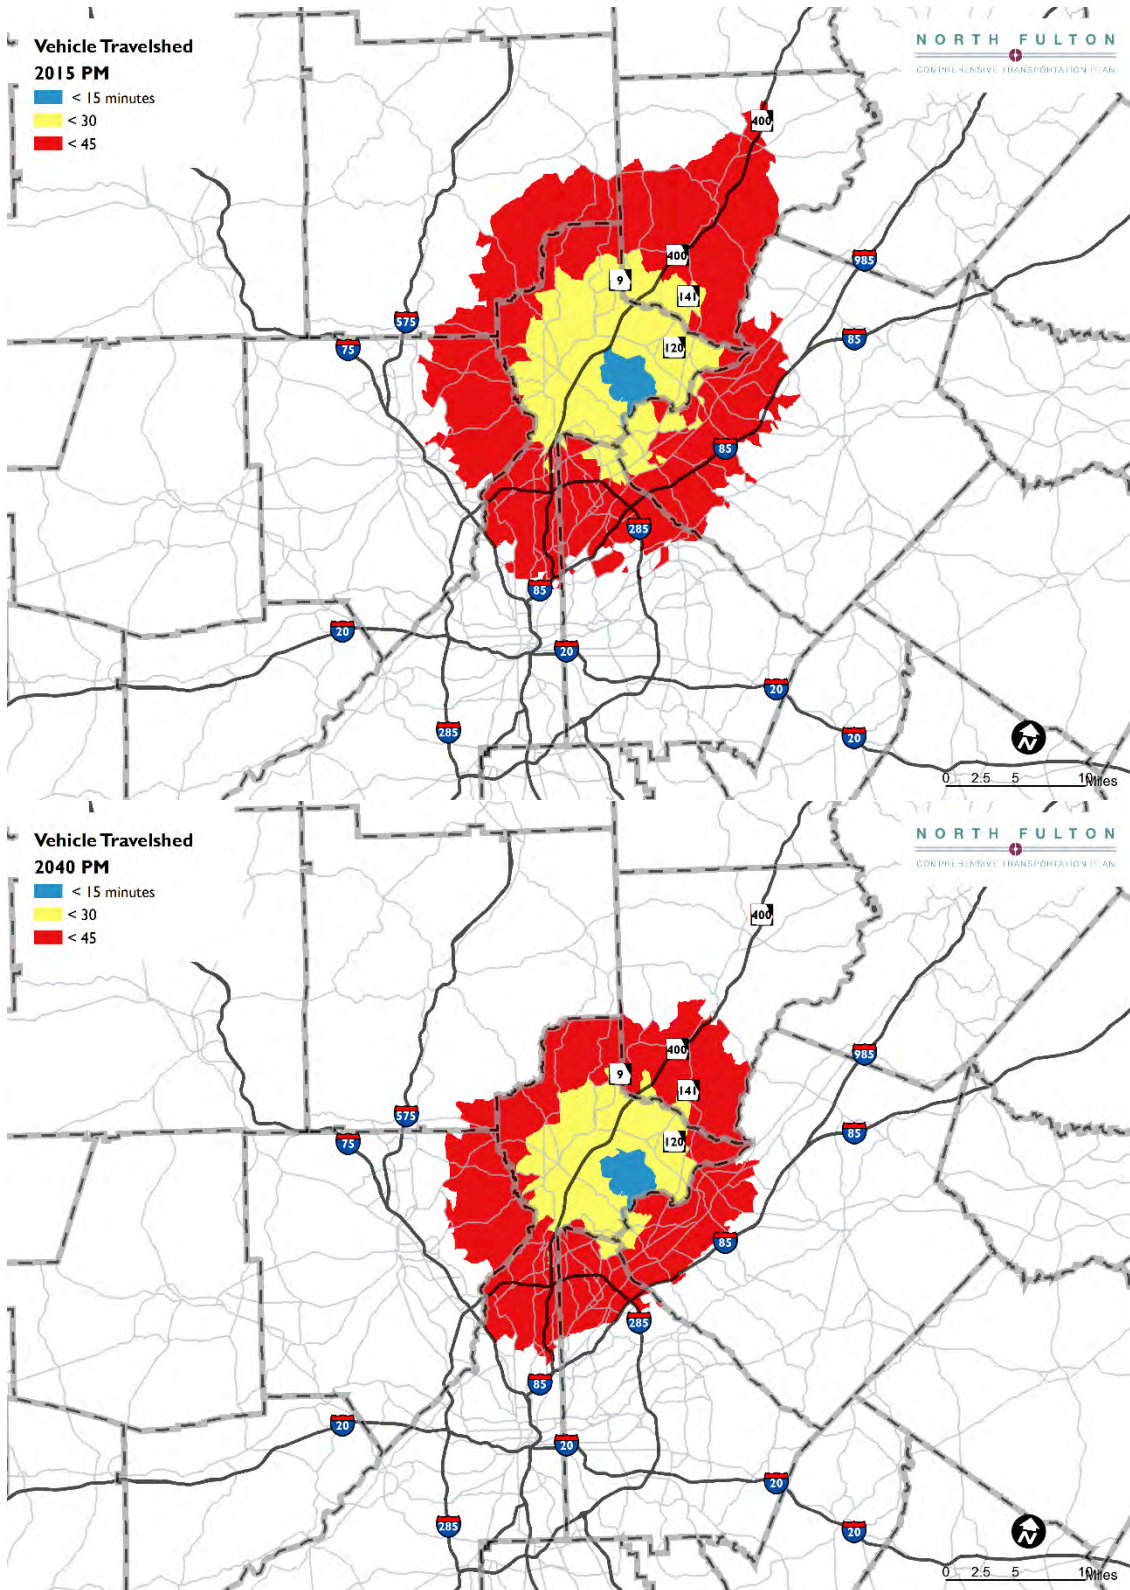 Vehicle Travelshed
2015 PM
< 15 minutes
< 30
< 45
NORTH FULTON
COMPREHENSIVE TRANSPORTATION PLAN
400
400
985
9
141
575
85
75
120
85
285
85
20
20
20
285
20
N
0 2.5 5 10
Miles
Vehicle Travelshed
2040 PM
< 15 minutes
< 30
< 45
NORTH FULTON
COMPREHENSIVE TRANSPORTATION PLAN
400
400
985
9
141
575
85
75
120
85
285
85
20
20
20
285
20
N
0 2.5 5 10
Miles